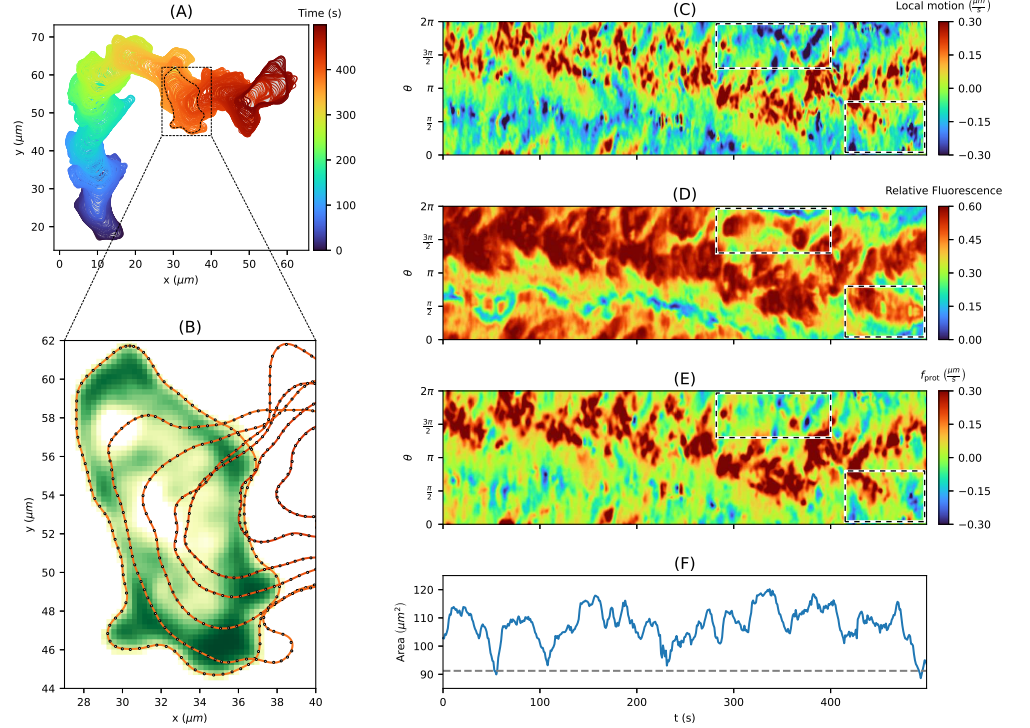 (A)
Time (s)
70
60
50
40
30
20
y (μm)
0 10 20 30 40 50 60
x (μm)
400
300
200
100
0
(B)
62
60
58
56
54
52
50
48
46
44
y (μm)
28 30 32 34 36 38 40
x (μm)
(C)
Local motion (μm/s)
2π
3π/2
π
π/2
0
θ
0.30
0.15
0.00
−0.15
−0.30
(D)
Relative Fluorescence
2π
3π/2
π
π/2
0
θ
0.60
0.45
0.30
0.15
0.00
(E)
f_prot (μm/s)
2π
3π/2
π
π/2
0
θ
0.30
0.15
0.00
−0.15
−0.30
(F)
120
110
100
90
Area (μm²)
0 100 200 300 400
t (s)